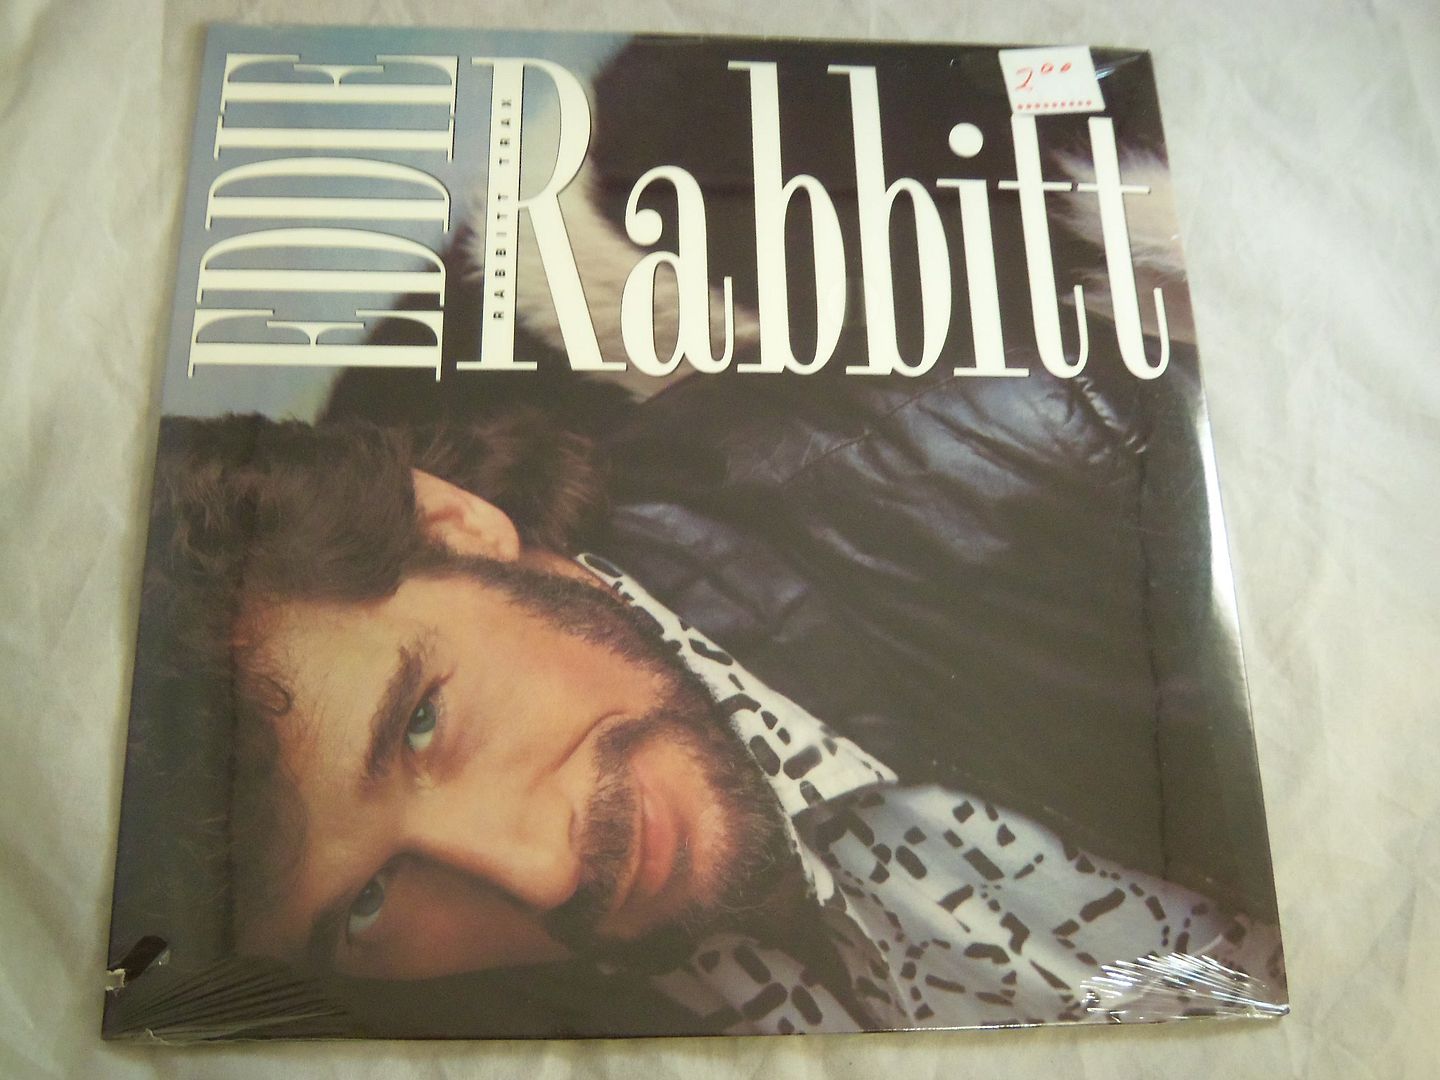 EDDIE
RABBITT TRAX
Rabbitt
2.00